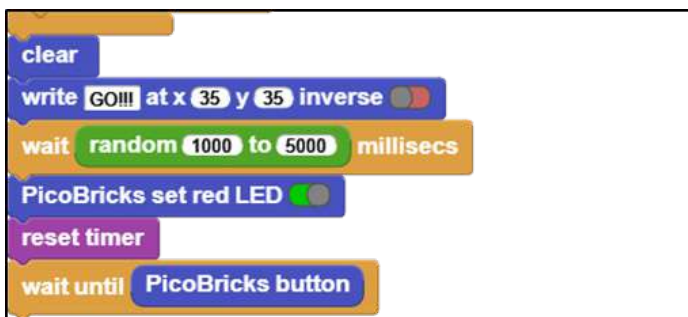 clear
write GO!!! at x 35 y 35 inverse
wait random 1000 to 5000 millisecs
PicoBricks set red LED
reset timer
wait until PicoBricks button